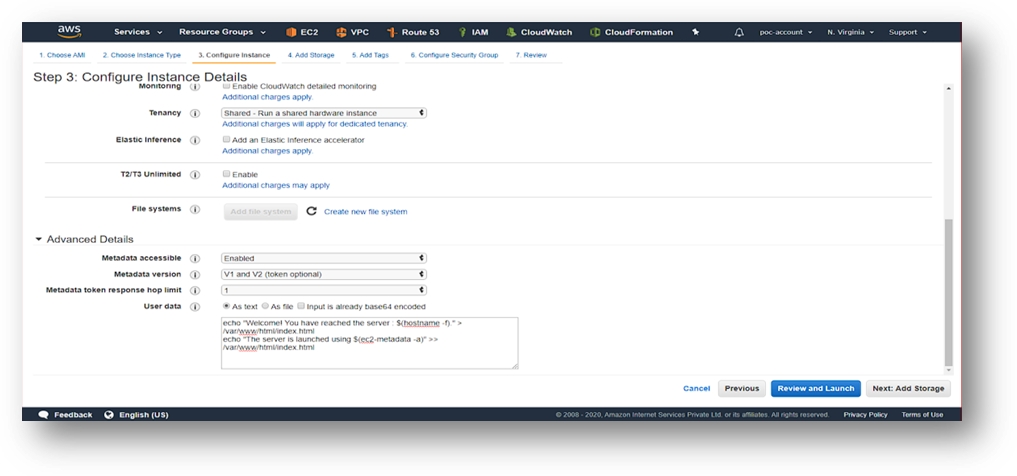 aws Services Resource Groups EC2 VPC Route 53 IAM CloudWatch CloudFormation poc-account N. Virginia Support
1. Choose AMI 2. Choose Instance Type 3. Configure Instance 4. Add Storage 5. Add Tags 6. Configure Security Group 7. Review
Step 3: Configure Instance Details
Monitoring Enable CloudWatch detailed monitoring
Additional charges apply.
Tenancy Shared - Run a shared hardware instance
Additional charges will apply for dedicated tenancy.
Elastic Inference Add an Elastic Inference accelerator
Additional charges apply.
T2/T3 Unlimited Enable
Additional charges may apply
File systems Add file system Create new file system
Advanced Details
Metadata accessible Enabled
Metadata version V1 and V2 (token optional)
Metadata token response hop limit 1
User data As text As file Input is already base64 encoded
echo "Welcome! You have reached the server : $(hostname -f)." >
/var/www/html/index.html
echo "The server is launched using $(ec2-metadata -a)" >>
/var/www/html/index.html
Cancel Previous Review and Launch Next: Add Storage
Feedback English (US) © 2008 - 2020, Amazon Internet Services Private Ltd. or its affiliates. All rights reserved. Privacy Policy Terms of Use